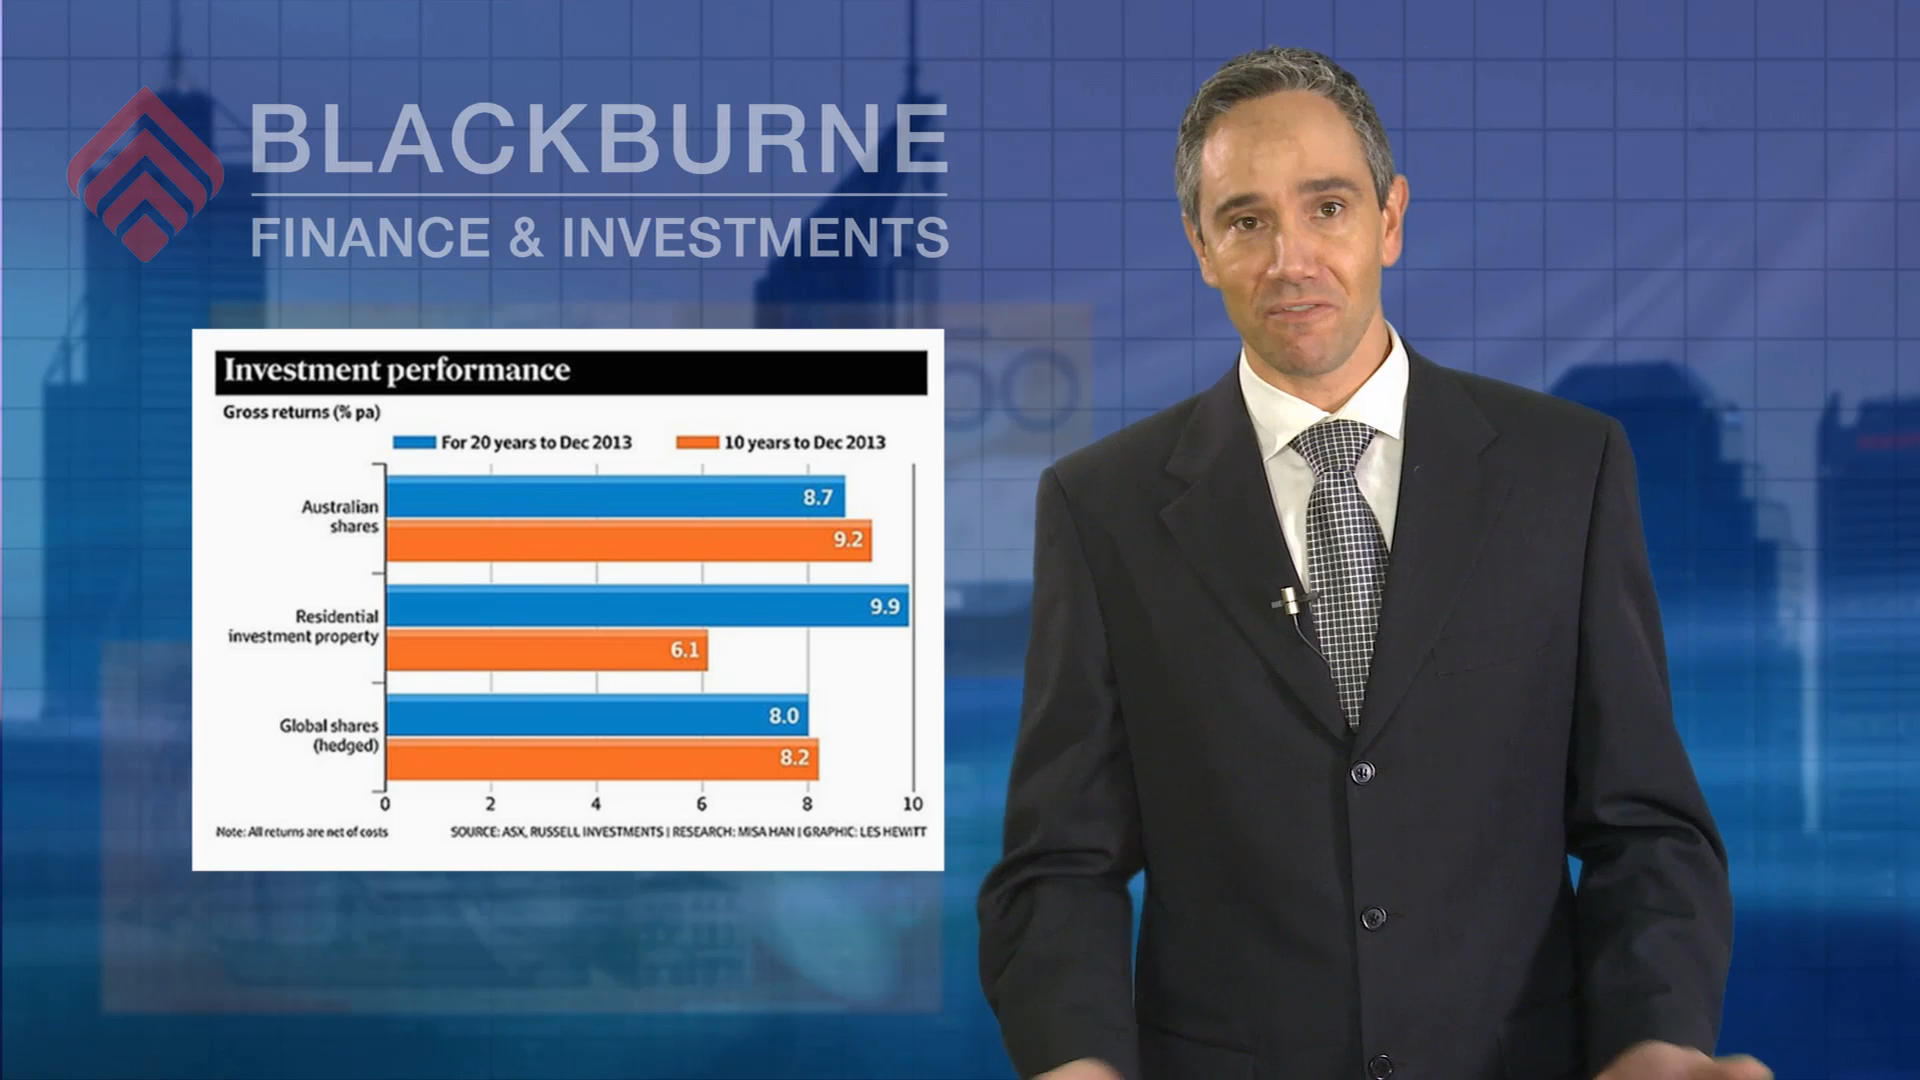 BLACKBURNE
FINANCE & INVESTMENTS
Investment performance
Gross returns (% pa)
For 20 years to Dec 2013
10 years to Dec 2013
Australian
shares
8.7
9.2
Residential
investment property
9.9
6.1
Global shares
(hedged)
8.0
8.2
0 2 4 6 8 10
Note: All returns are net of costs
SOURCE: ASX, RUSSELL INVESTMENTS | RESEARCH: MISA HAN | GRAPHIC: LES HEWITT